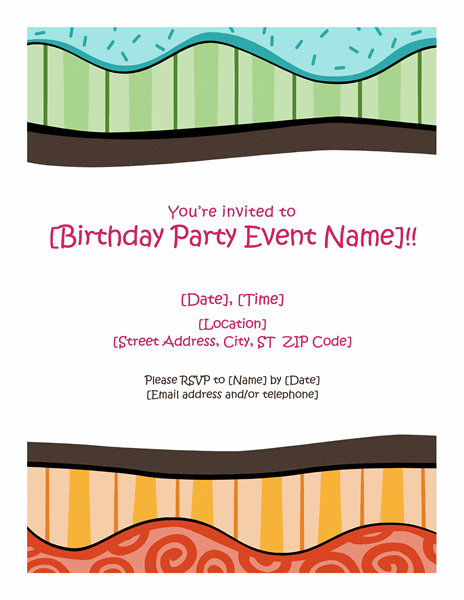 You’re invited to
[Birthday Party Event Name]!!
[Date], [Time]
[Location]
[Street Address, City, ST  ZIP Code]
Please RSVP to [Name] by [Date]
[Email address and/or telephone]